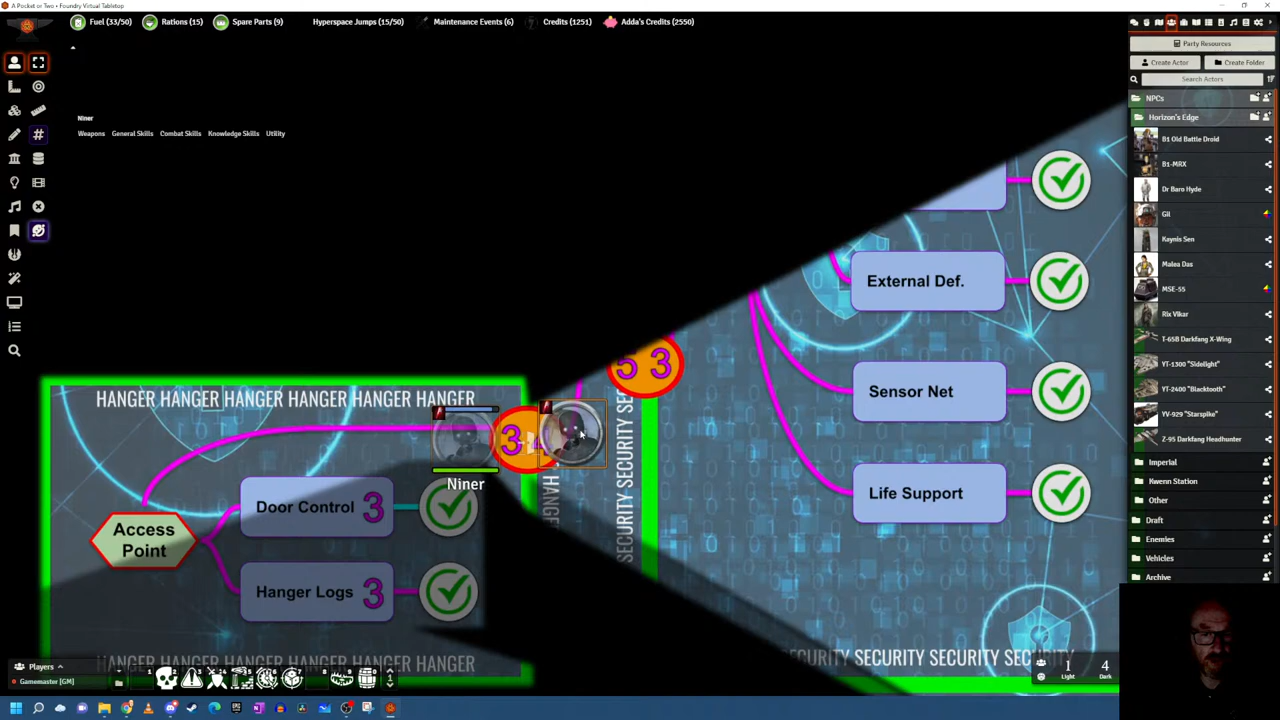 A Pocket or Two • Foundry Virtual Tabletop
Fuel (33/50)
Rations (15)
Spare Parts (9)
Hyperspace Jumps (15/50)
Maintenance Events (6)
Credits (1251)
Adda's Credits (2550)
Party Resources
Create Actor
Create Folder
Search Actors
NPCs
Horizon's Edge
B1 Old Battle Droid
B1-MRX
Dr Baro Hyde
Gil
Kaynis Sen
Malea Das
MSE-55
Rix Vikar
T-65B Darkfang X-Wing
YT-1300 "Sidelight"
YT-2400 "Blacktooth"
YV-929 "Starspike"
Z-95 Darkfang Headhunter
Imperial
Kwenn Station
Other
Draft
Enemies
Vehicles
Archive
Niner
Weapons
General Skills
Combat Skills
Knowledge Skills
Utility
External Def.
Sensor Net
Life Support
5 3
HANGER HANGER HANGER HANGER HANGER
3
Niner
Access
Point
Door Control 3
Hanger Logs 3
HANGER HANGER HANGER HANGER HANGER
SECURITY SECURITY
SECURITY SECURITY SECURITY SECURITY
Players
Gamemaster [GM]
1
Light
4
Dark